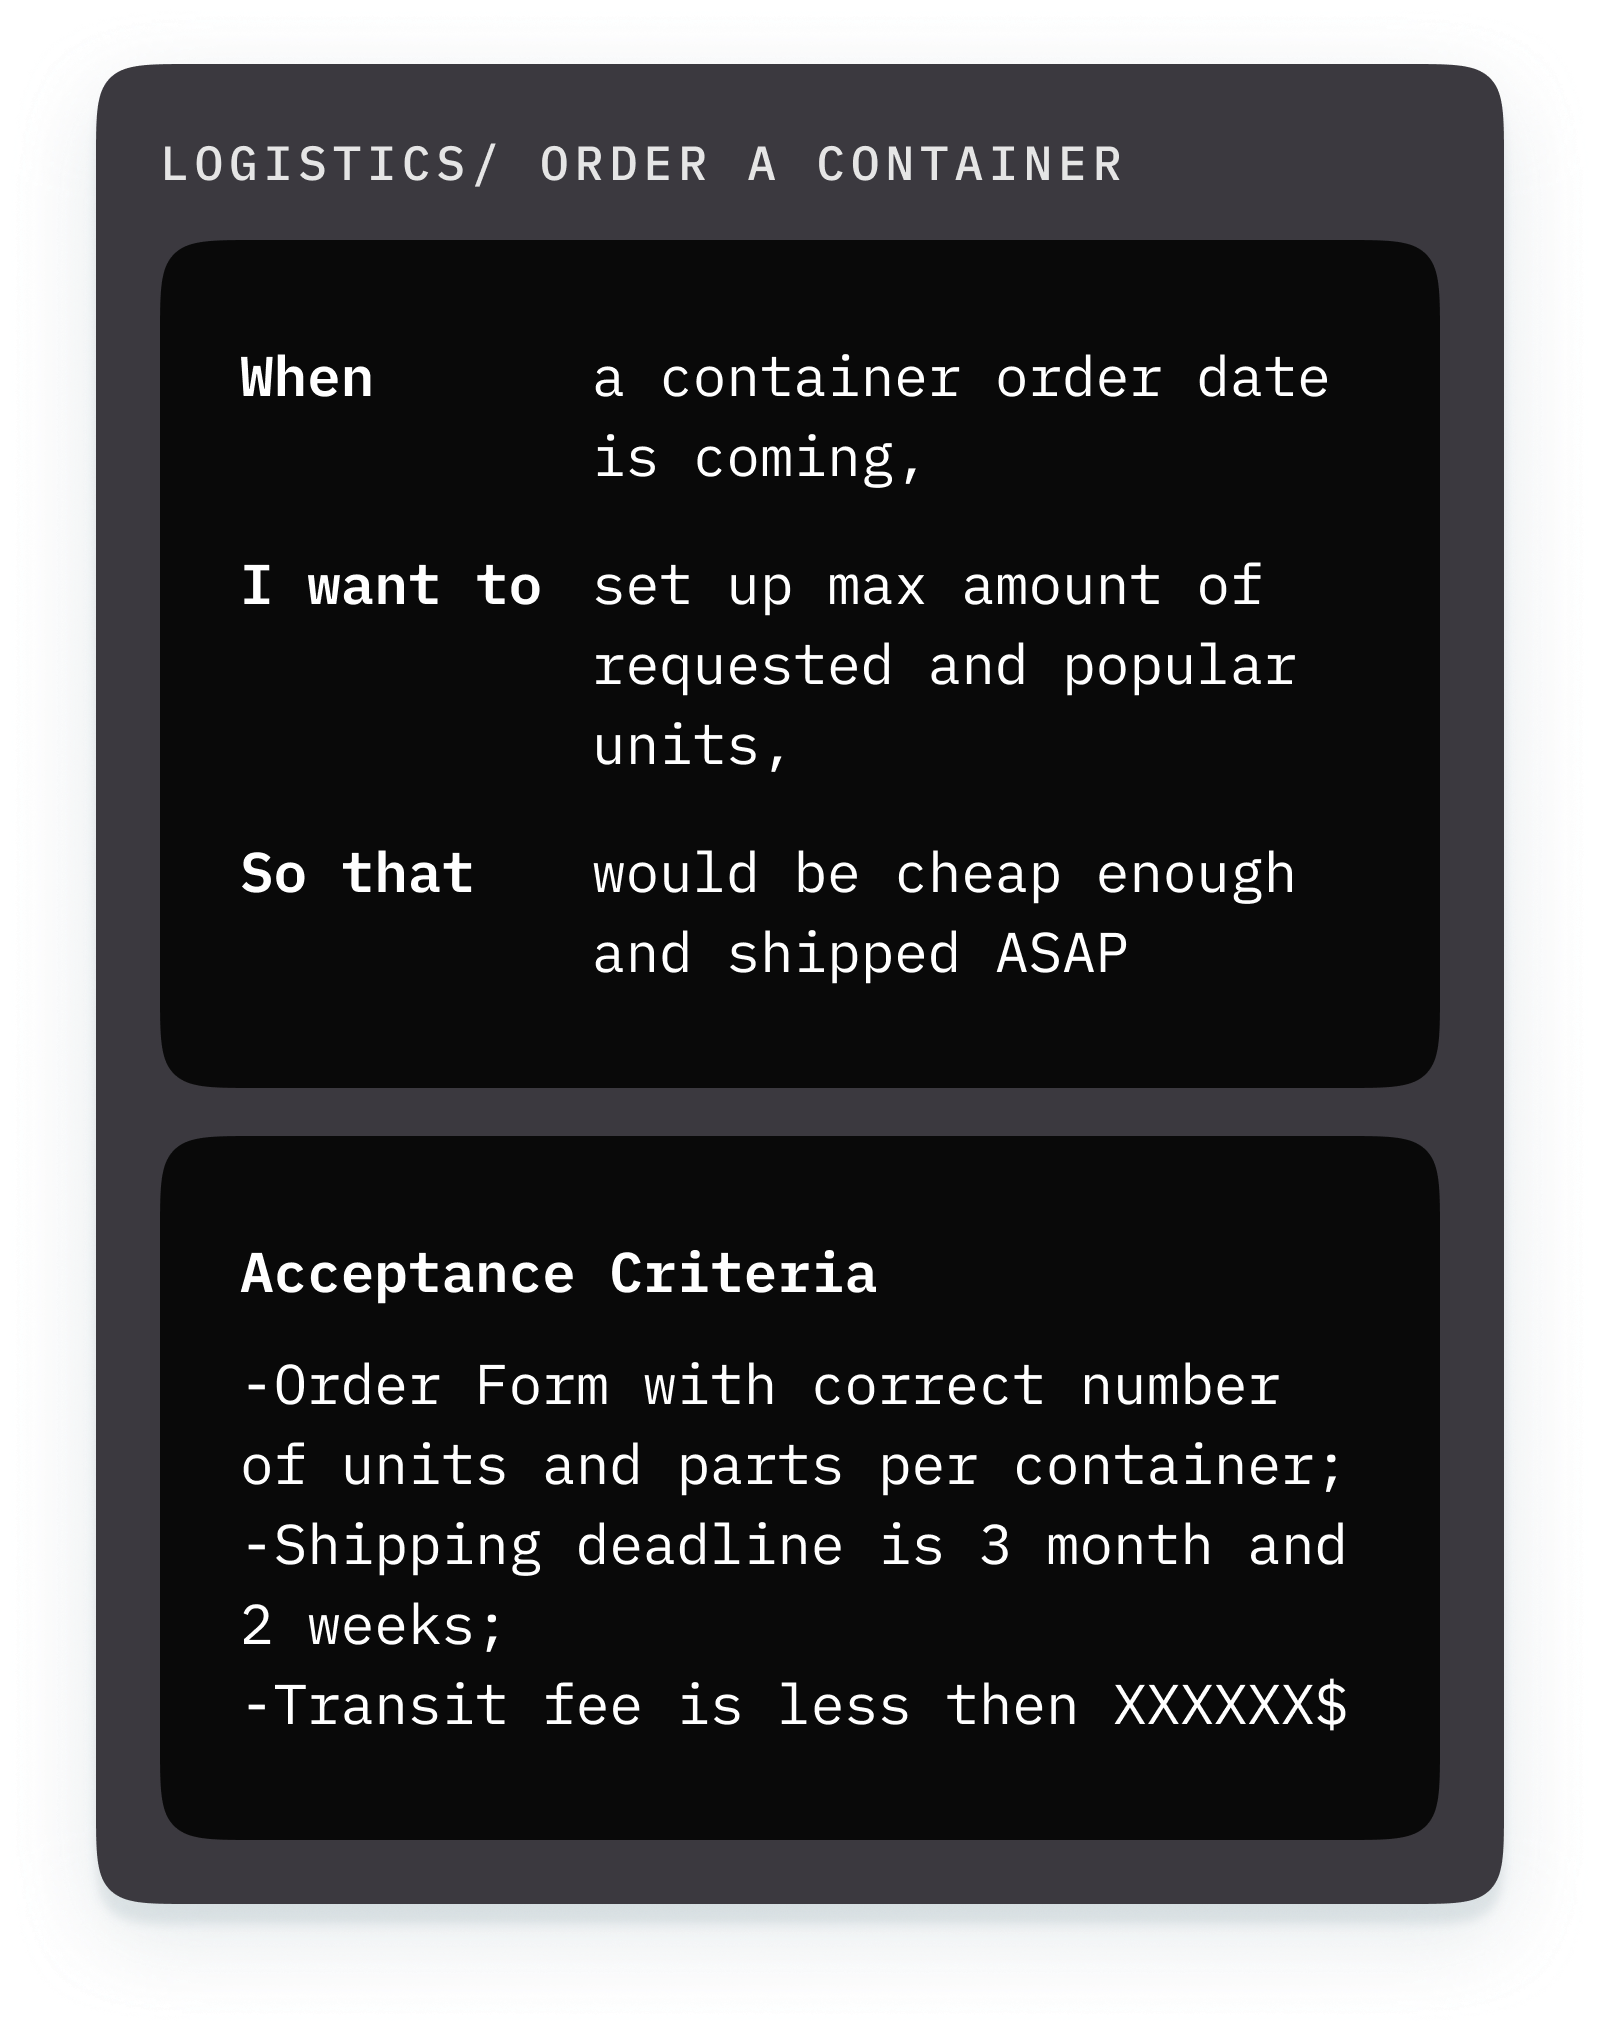 LOGISTICS/ ORDER A CONTAINER
When a container order date
is coming,
I want to set up max amount of
requested and popular
units,
So that would be cheap enough
and shipped ASAP
Acceptance Criteria
-Order Form with correct number
of units and parts per container;
-Shipping deadline is 3 month and
2 weeks;
-Transit fee is less then XXXXXX$